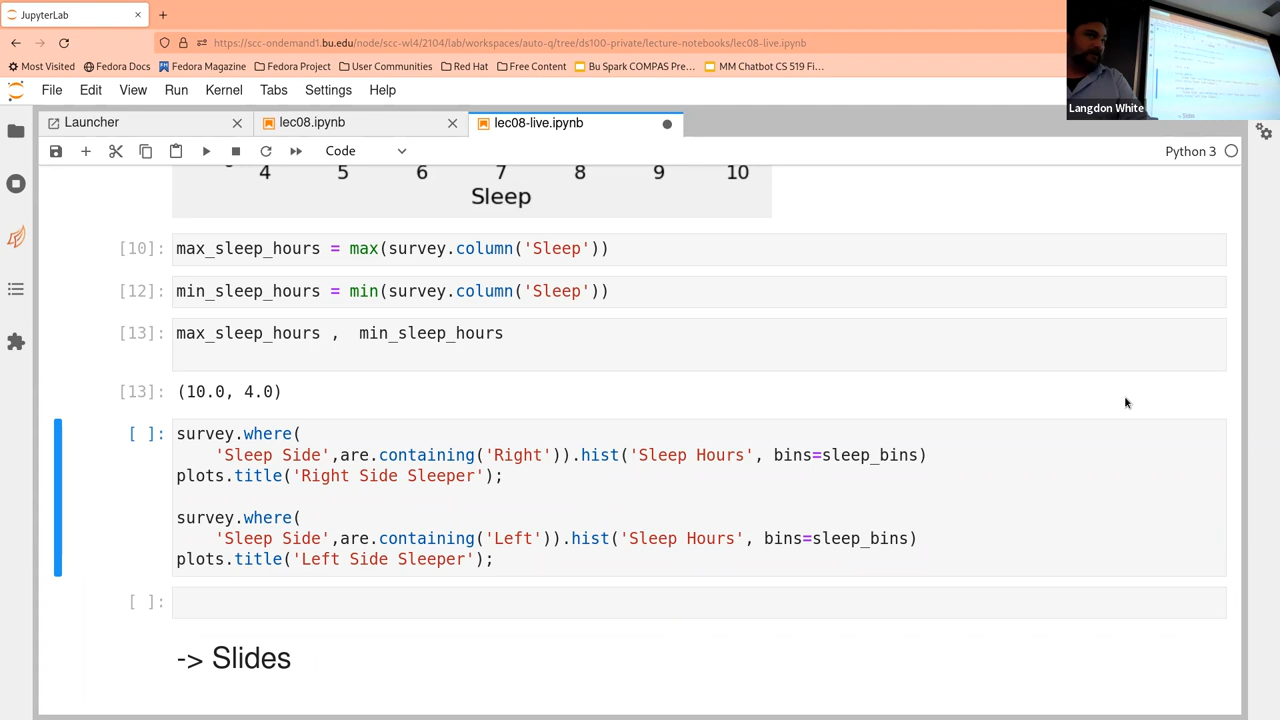 JupyterLab
https://scc-ondemand1.bu.edu/node/scc-wl4/2104/lab/workspaces/auto-q/tree/ds100-private/lecture-notebooks/lec08-live.ipynb
Most Visited Fedora Docs Fedora Magazine Fedora Project User Communities Red Hat Free Content Bu Spark COMPAS Pre... MM Chatbot CS 519 Fi...
Langdon White
File Edit View Run Kernel Tabs Settings Help
Launcher lec08.ipynb lec08-live.ipynb
Code Python 3
4 5 6 7 8 9 10
Sleep
[10]: max_sleep_hours = max(survey.column('Sleep'))
[12]: min_sleep_hours = min(survey.column('Sleep'))
[13]: max_sleep_hours , min_sleep_hours
[13]: (10.0, 4.0)
[ ]: survey.where(
'Sleep Side',are.containing('Right')).hist('Sleep Hours', bins=sleep_bins)
plots.title('Right Side Sleeper');
survey.where(
'Sleep Side',are.containing('Left')).hist('Sleep Hours', bins=sleep_bins)
plots.title('Left Side Sleeper');
[ ]:
-> Slides